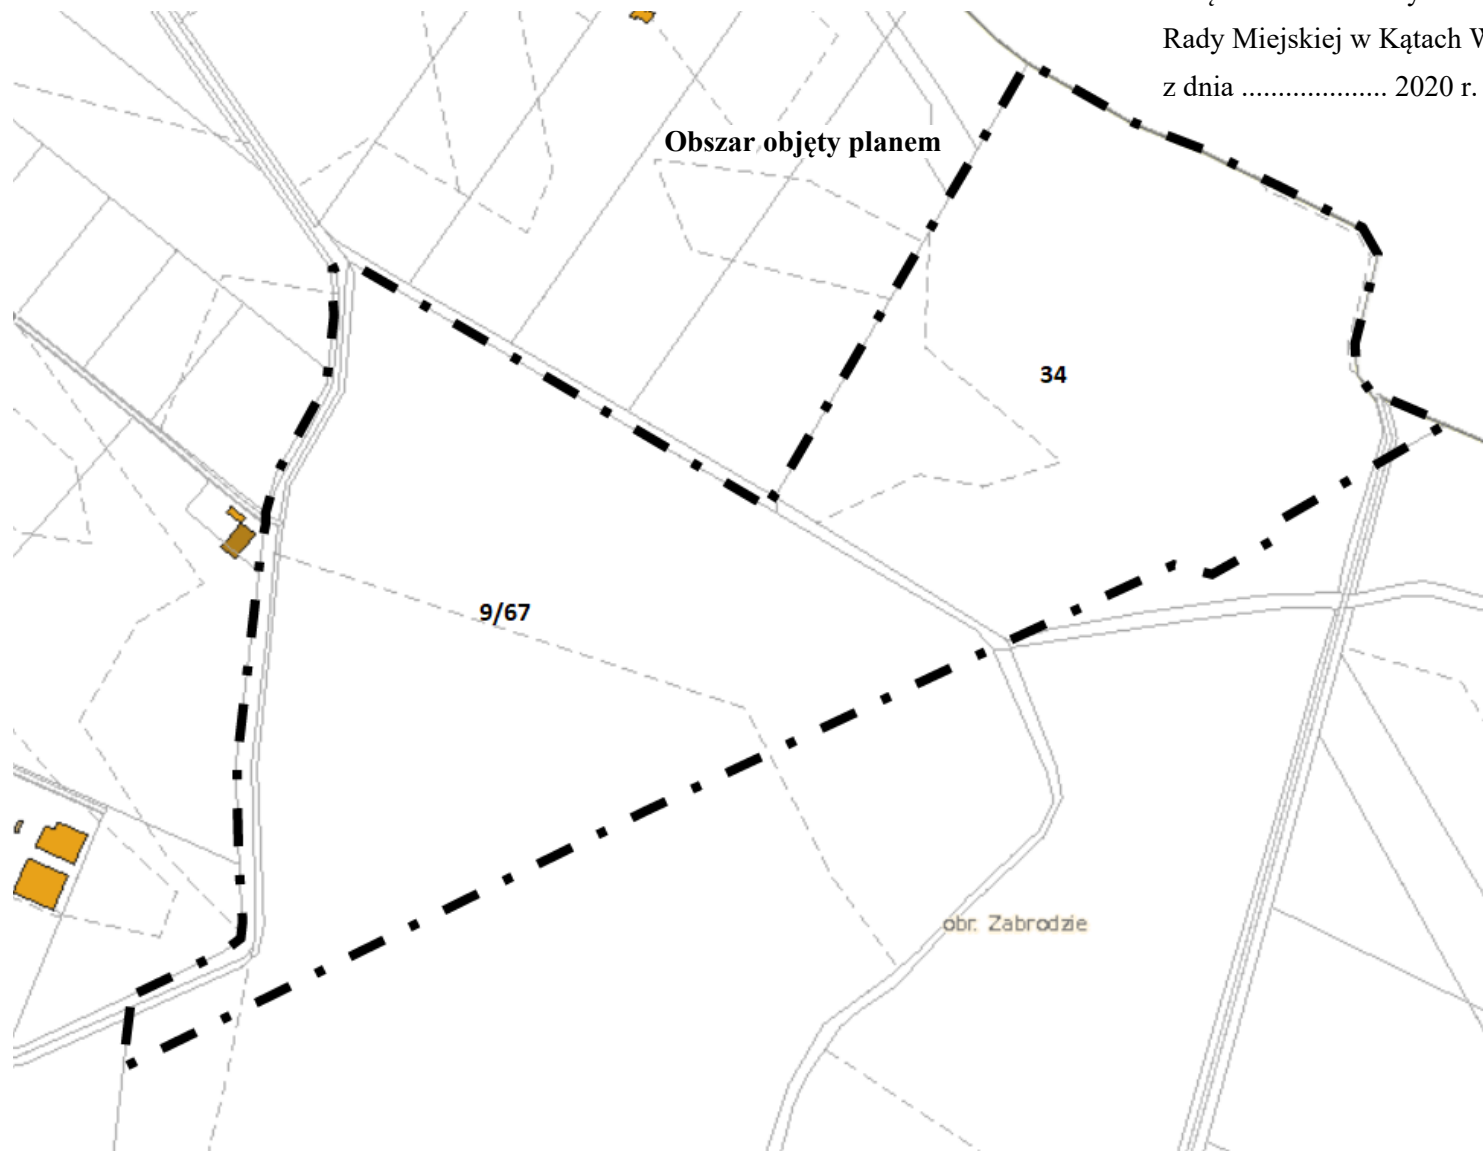 Rady Miejskiej w Kątach W
z dnia .................... 2020 r.
Obszar objęty planem
34
9/67
obr. Zabrodzie